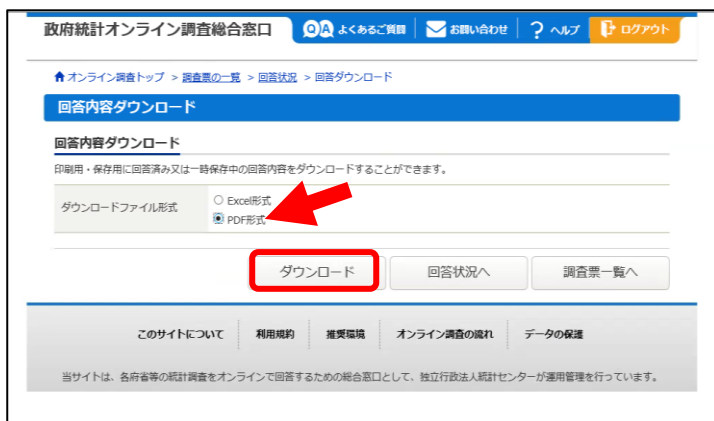 政府統計オンライン調査総合窓口
QA よくあるご質問 お問い合わせ ? ヘルプ ログアウト
オンライン調査トップ > 調査票の一覧 > 回答状況 > 回答ダウンロード
回答内容ダウンロード
回答内容ダウンロード
印刷用・保存用に回答済み又は一時保存中の回答内容をダウンロードすることができます。
ダウンロードファイル形式
Excel形式
PDF形式
ダウンロード 回答状況へ 調査票一覧へ
このサイトについて 利用規約 推奨環境 オンライン調査の流れ データの保護
当サイトは、各府省等の統計調査をオンラインで回答するための総合窓口として、独立行政法人統計センターが運用管理を行っています。